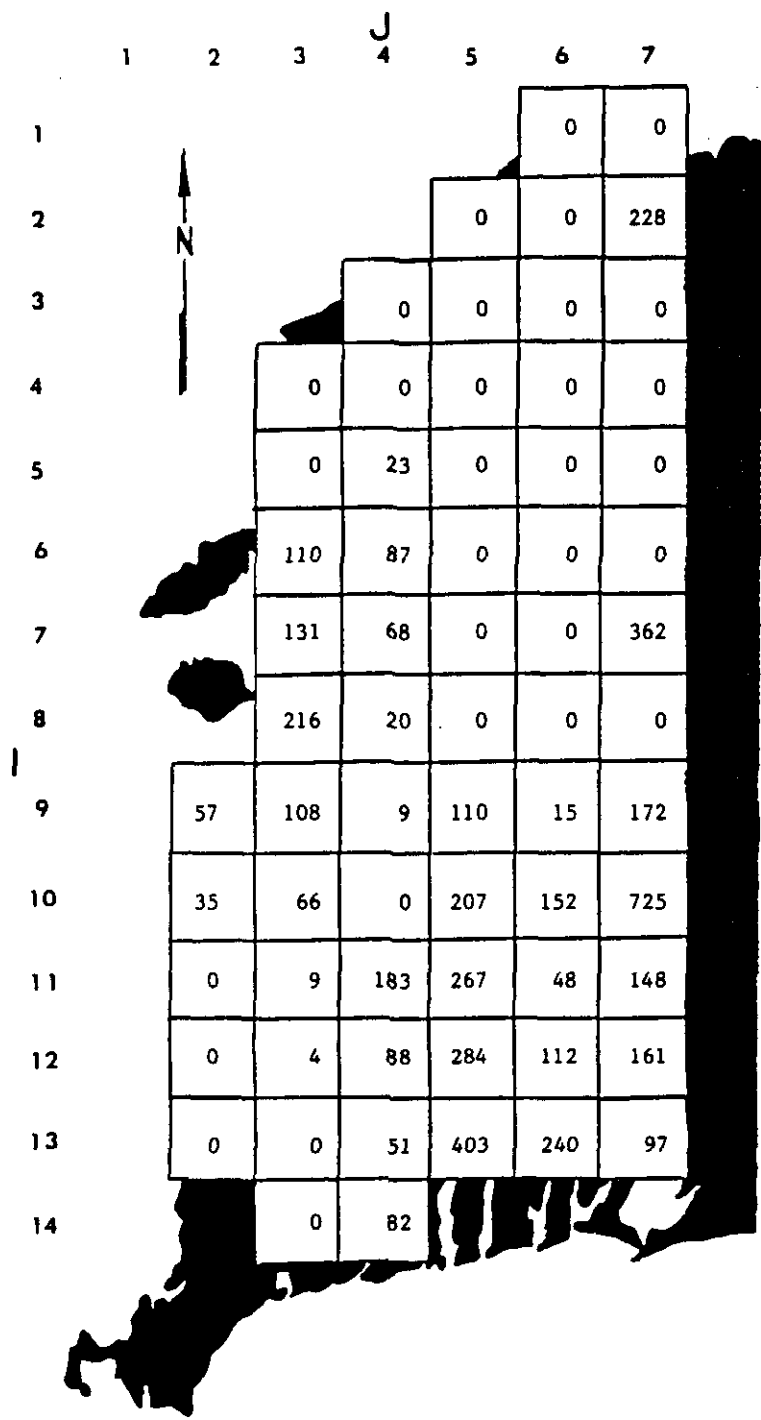 J
1 2 3 4 5 6 7
1 0 0
2 0 0 228
N
3 0 0 0 0
4 0 0 0 0 0
5 0 23 0 0 0
6 110 87 0 0 0
7 131 68 0 0 362
8 216 20 0 0 0
I
9 57 108 9 110 15 172
10 35 66 0 207 152 725
11 0 9 183 267 48 148
12 0 4 88 284 112 161
13 0 0 51 403 240 97
14 0 82